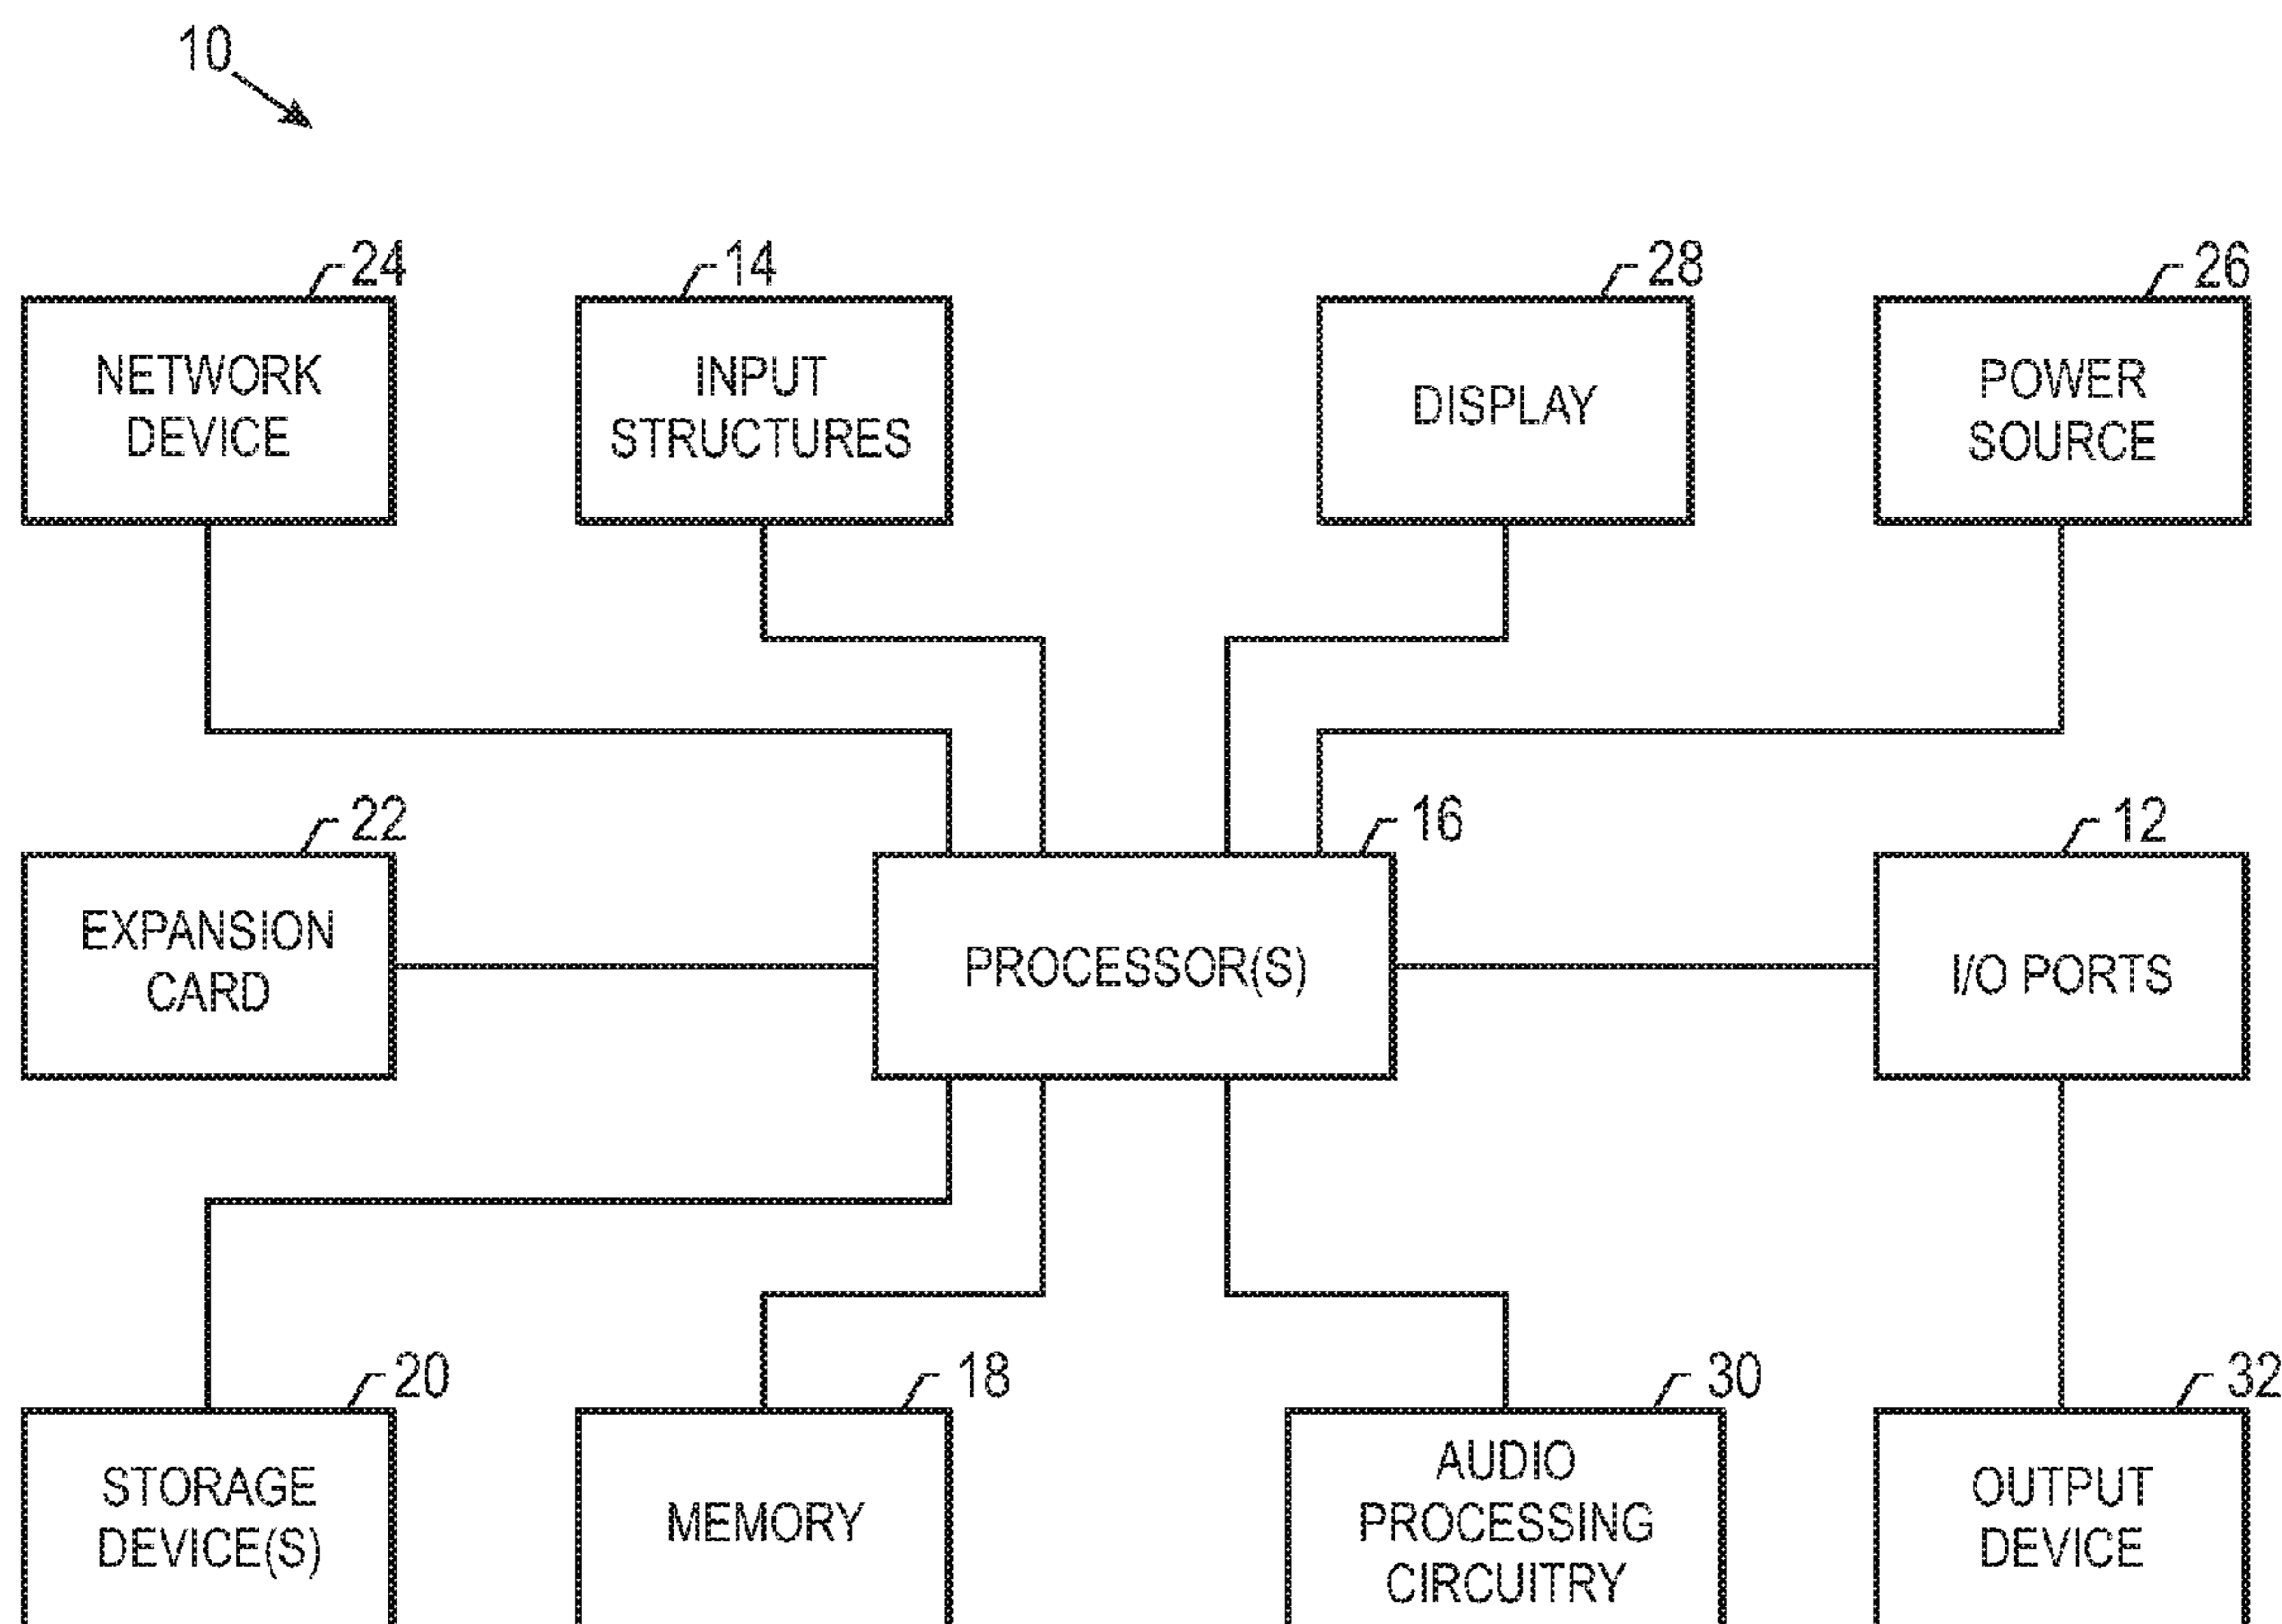 10
24
14
28
26
NETWORK
DEVICE
INPUT
STRUCTURES
DISPLAY
POWER
SOURCE
22
16
12
EXPANSION
CARD
PROCESSOR(S)
I/O PORTS
20
18
30
32
STORAGE
DEVICE(S)
MEMORY
AUDIO
PROCESSING
CIRCUITRY
OUTPUT
DEVICE